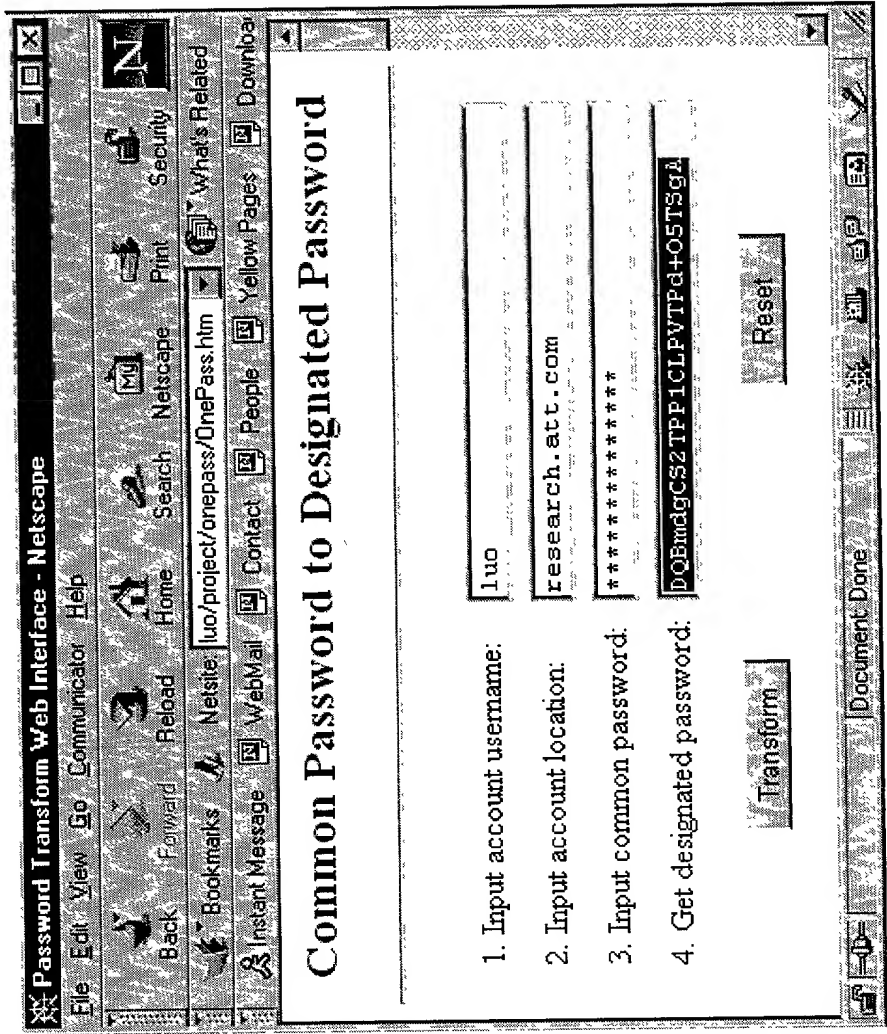 Password Transform Web Interface - Netscape
File Edit View Go Communicator Help
Back Forward Reload Home Search Netscape Print Security
N
My
Bookmarks Netsite: luo/project/onepass/OnePass.htm What's Related
Instant Message WebMail Contact People Yellow Pages Downloa
Common Password to Designated Password
1. Input account username: luo
2. Input account location: research.att.com
3. Input common password: ****************
4. Get designated password: DQBmdgCS2TPP1CLPVTPd+O5TSgA
Transform Reset
Document Done